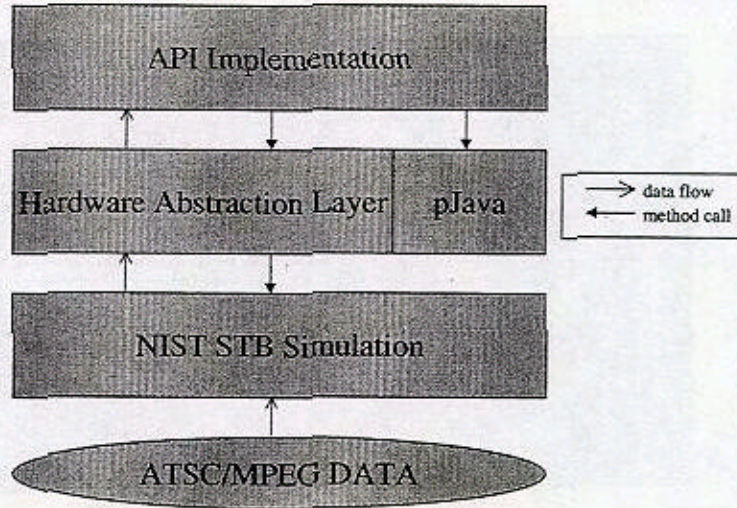 API Implementation
Hardware Abstraction Layer
pJava
data flow
method call
NIST STB Simulation
ATSC/MPEG DATA